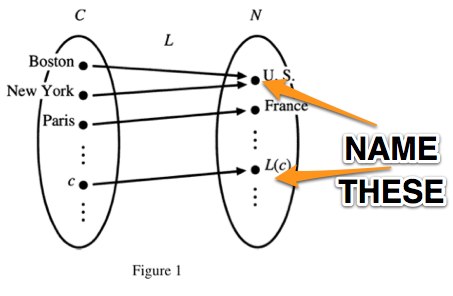 C
L
N
Boston
U. S.
New York
France
Paris
c
L(c)
NAME
THESE
Figure 1